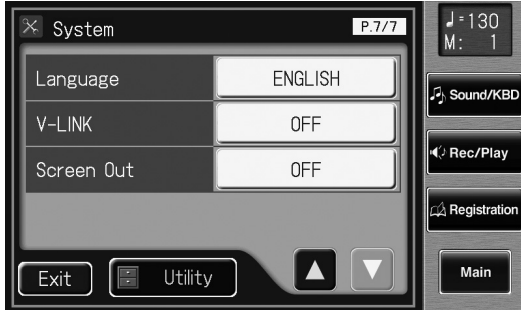 System P.7/7
Language ENGLISH
V-LINK OFF
Screen Out OFF
Exit Utility
♩=130
M: 1
Sound/KBD
Rec/Play
Registration
Main